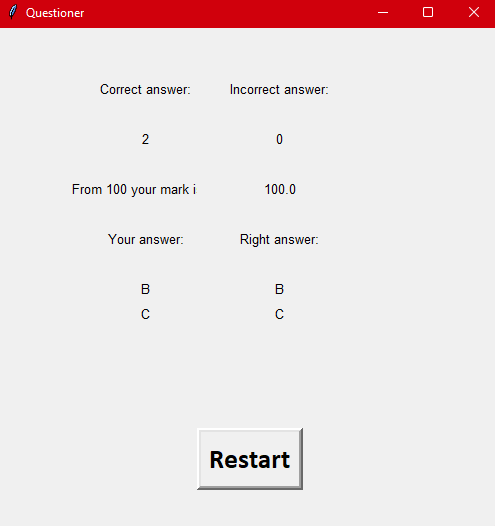 Questioner
Correct answer: Incorrect answer:
2 0
From 100 your mark i 100.0
Your answer: Right answer:
B B
C C
Restart